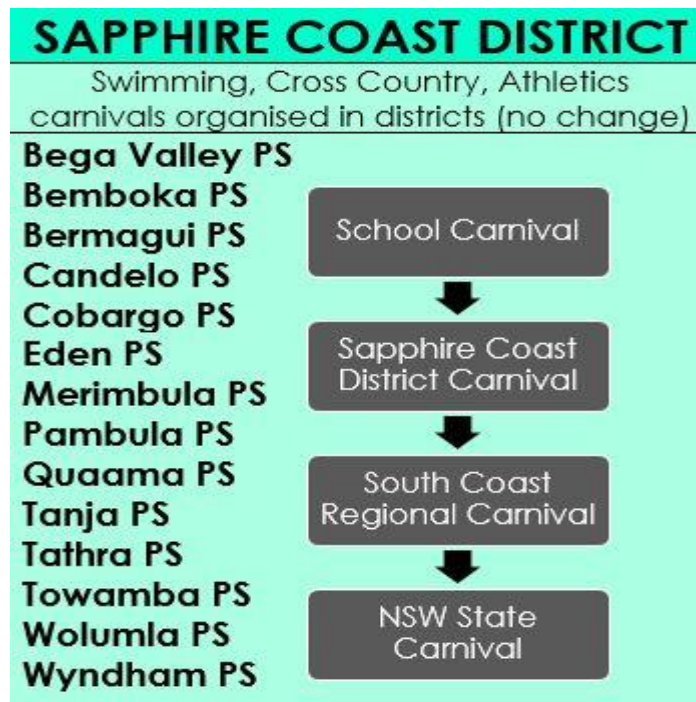 SAPPHIRE COAST DISTRICT
Swimming, Cross Country, Athletics
carnivals organised in districts (no change)
Bega Valley PS
Bemboka PS
Bermagui PS
Candelo PS
Cobargo PS
Eden PS
Merimbula PS
Pambula PS
Quaama PS
Tanja PS
Tathra PS
Towamba PS
Wolumla PS
Wyndham PS
School Carnival
Sapphire Coast
District Carnival
South Coast
Regional Carnival
NSW State
Carnival